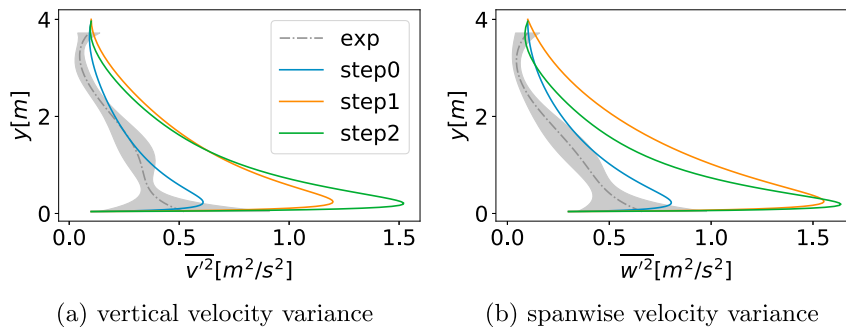 4
2
0
y[m]
exp
step0
step1
step2
0.0 0.5 1.0 1.5
$\overline{v'^2}[m^2/s^2]$
(a) vertical velocity variance
4
2
0
y[m]
0.0 0.5 1.0 1.5
$\overline{w'^2}[m^2/s^2]$
(b) spanwise velocity variance